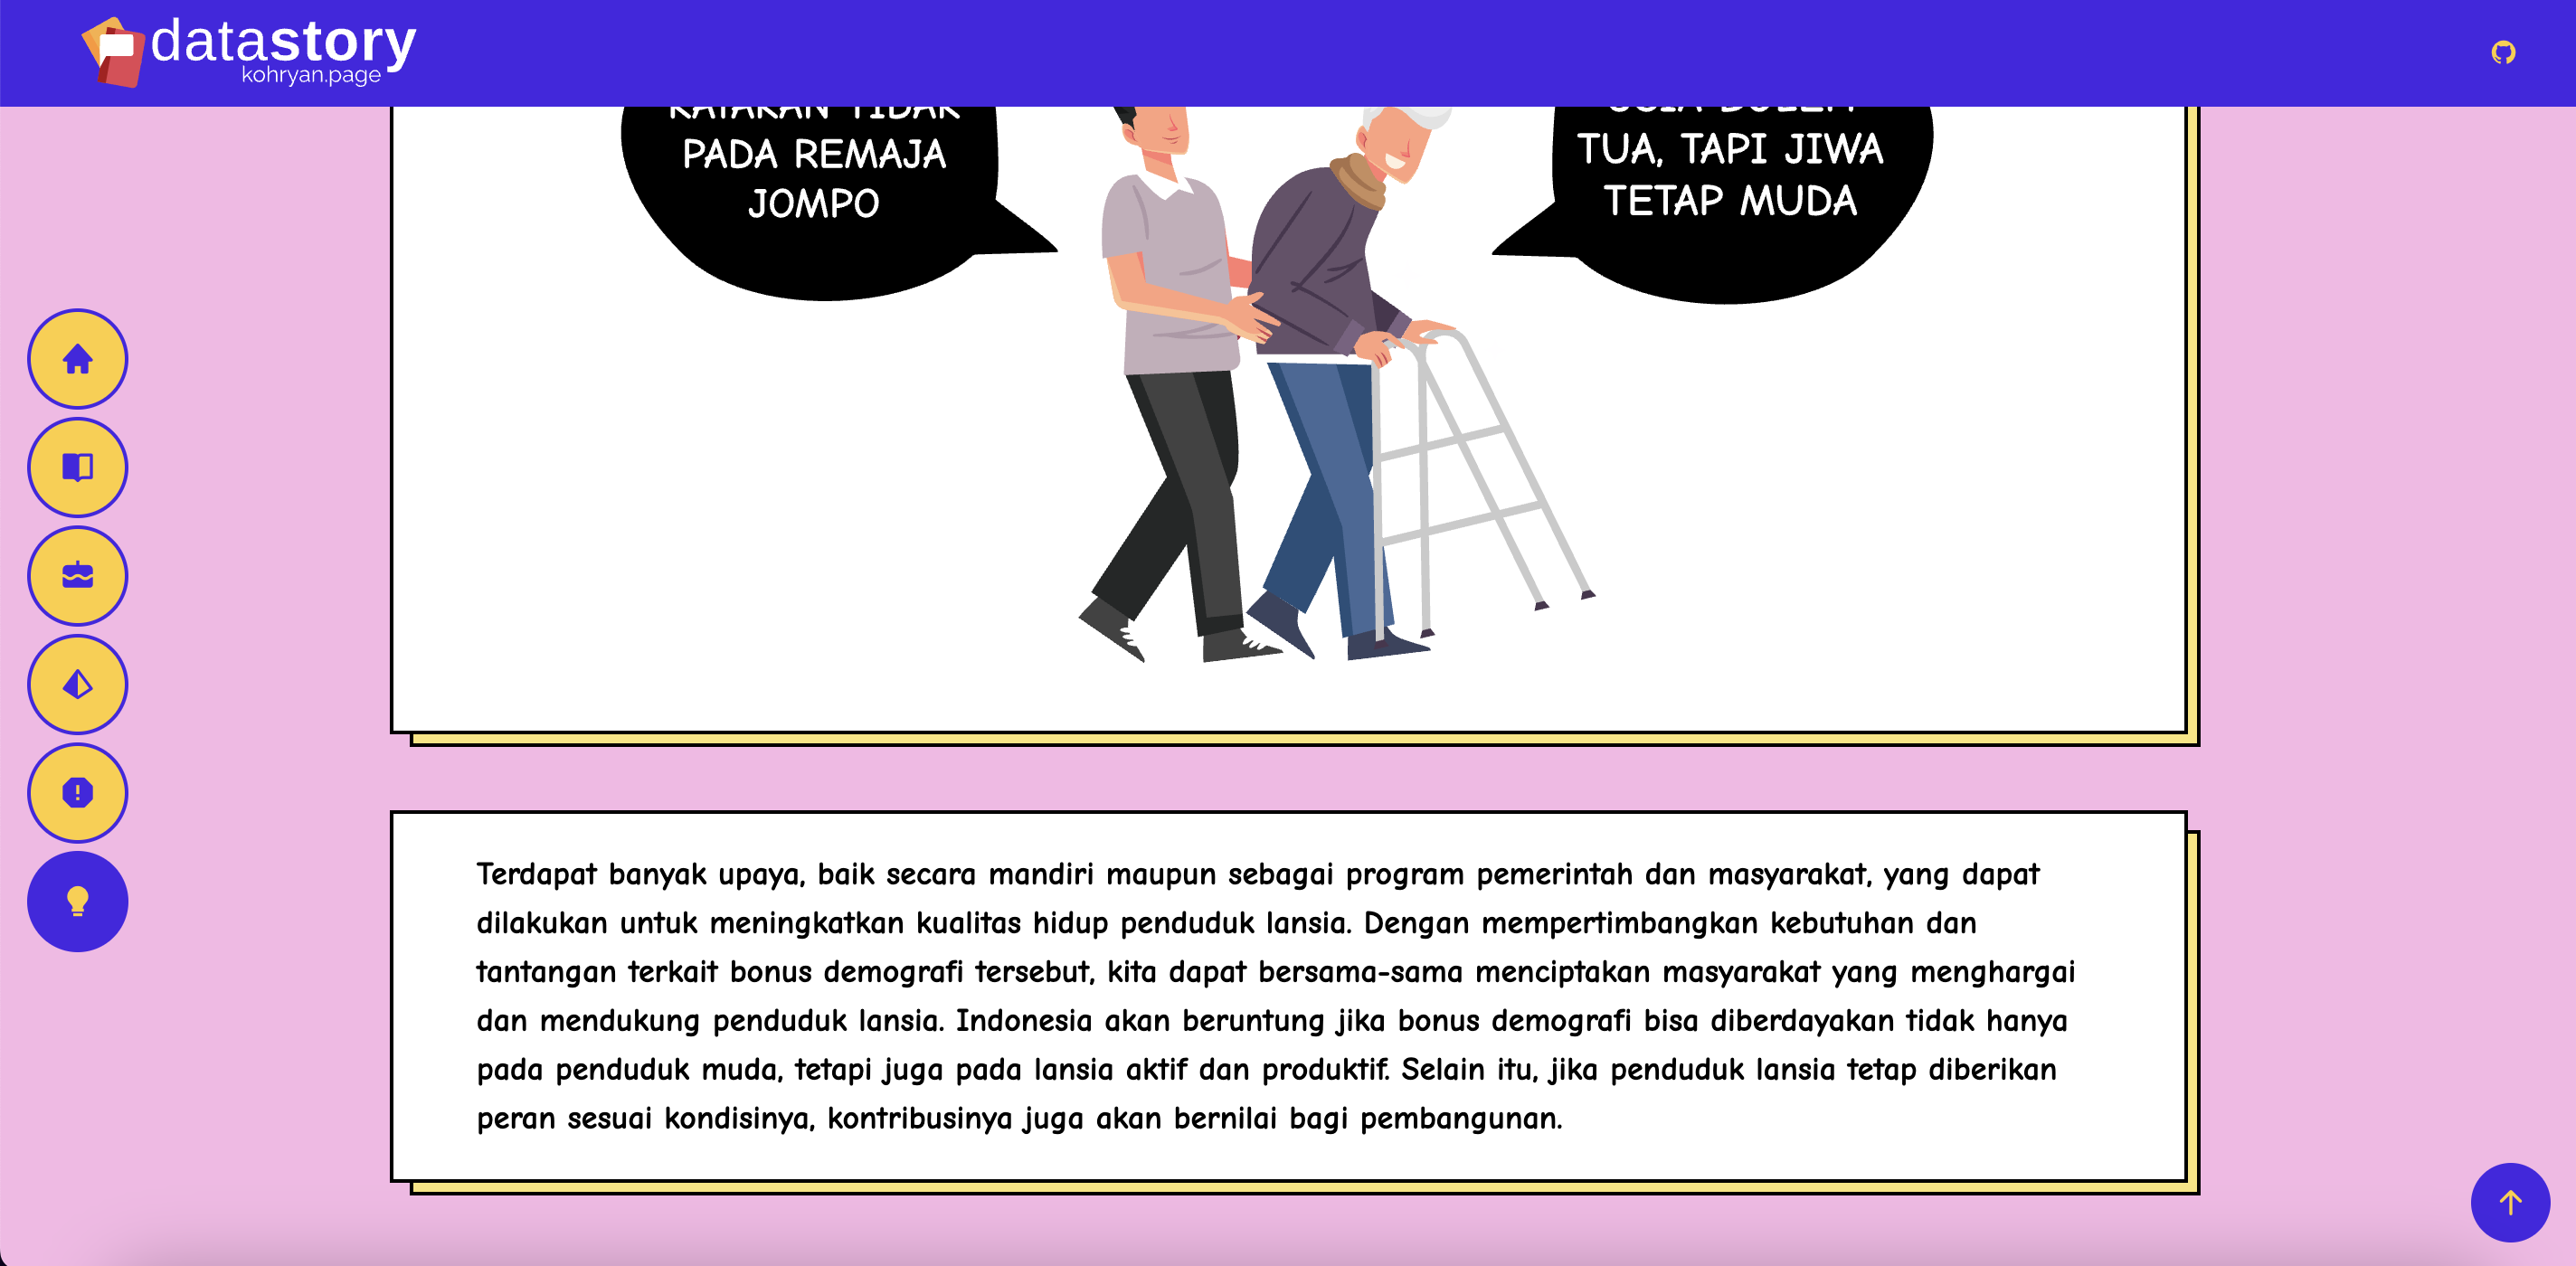 datastory
kohryan.page
KATAKAN TIDAK
PADA REMAJA
JOMPO
TUA, TAPI JIWA
TETAP MUDA
Terdapat banyak upaya, baik secara mandiri maupun sebagai program pemerintah dan masyarakat, yang dapat
dilakukan untuk meningkatkan kualitas hidup penduduk lansia. Dengan mempertimbangkan kebutuhan dan
tantangan terkait bonus demografi tersebut, kita dapat bersama-sama menciptakan masyarakat yang menghargai
dan mendukung penduduk lansia. Indonesia akan beruntung jika bonus demografi bisa diberdayakan tidak hanya
pada penduduk muda, tetapi juga pada lansia aktif dan produktif. Selain itu, jika penduduk lansia tetap diberikan
peran sesuai kondisinya, kontribusinya juga akan bernilai bagi pembangunan.